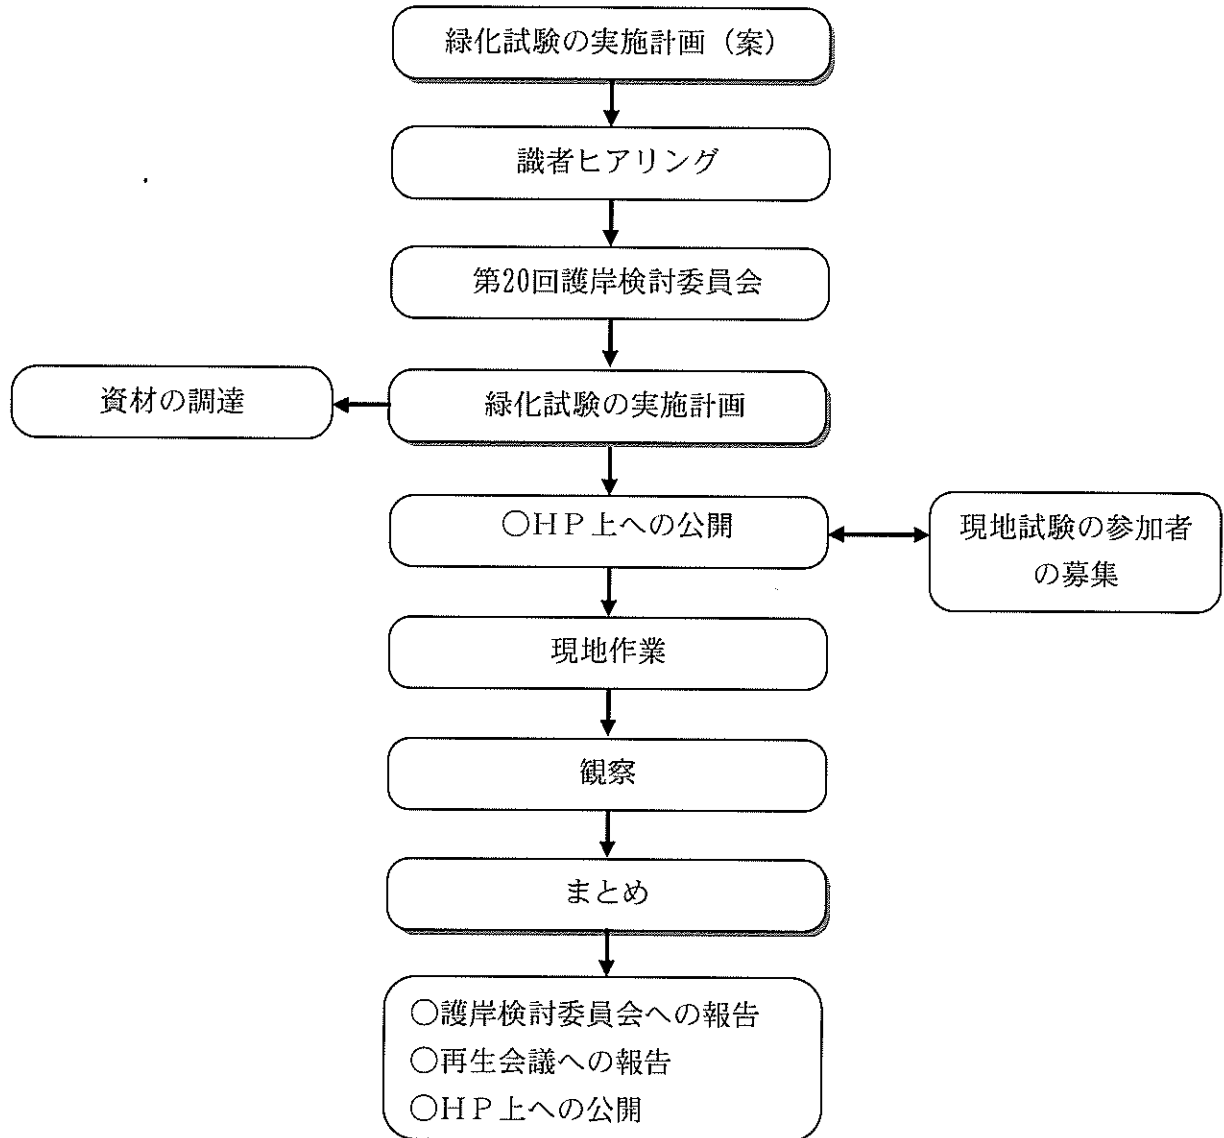 緑化試験の実施計画（案）
識者ヒアリング
第20回護岸検討委員会
資材の調達
緑化試験の実施計画
○ＨＰ上への公開
現地試験の参加者
の募集
現地作業
観察
まとめ
○護岸検討委員会への報告
○再生会議への報告
○ＨＰ上への公開